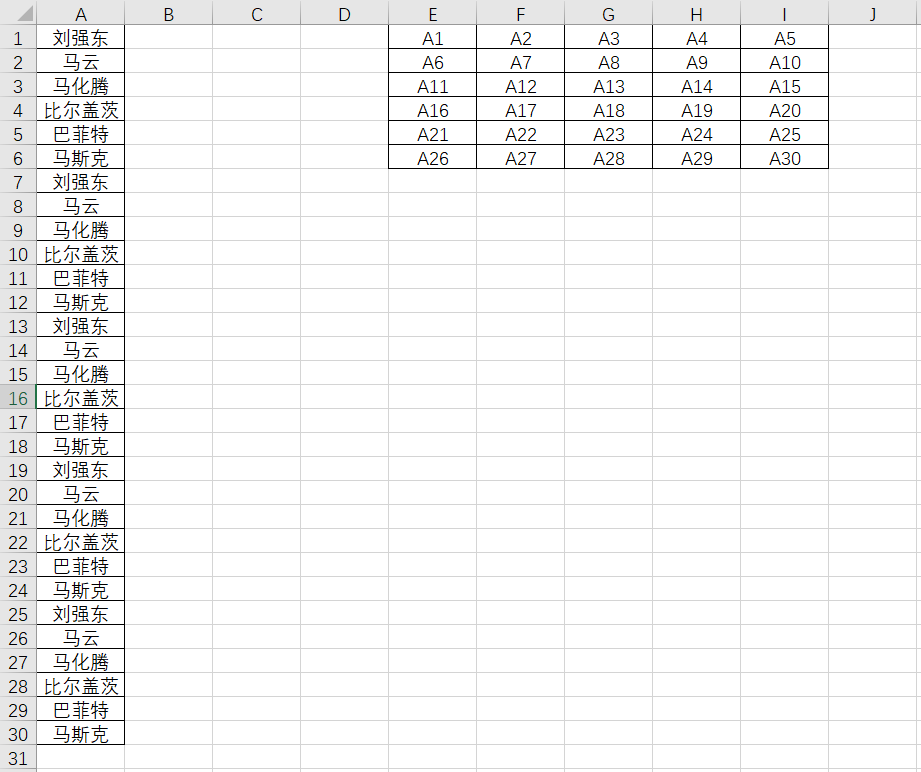 A B C D E F G H I J
1 刘强东 A1 A2 A3 A4 A5
2 马云 A6 A7 A8 A9 A10
3 马化腾 A11 A12 A13 A14 A15
4 比尔盖茨 A16 A17 A18 A19 A20
5 巴菲特 A21 A22 A23 A24 A25
6 马斯克 A26 A27 A28 A29 A30
7 刘强东
8 马云
9 马化腾
10 比尔盖茨
11 巴菲特
12 马斯克
13 刘强东
14 马云
15 马化腾
16 比尔盖茨
17 巴菲特
18 马斯克
19 刘强东
20 马云
21 马化腾
22 比尔盖茨
23 巴菲特
24 马斯克
25 刘强东
26 马云
27 马化腾
28 比尔盖茨
29 巴菲特
30 马斯克
31